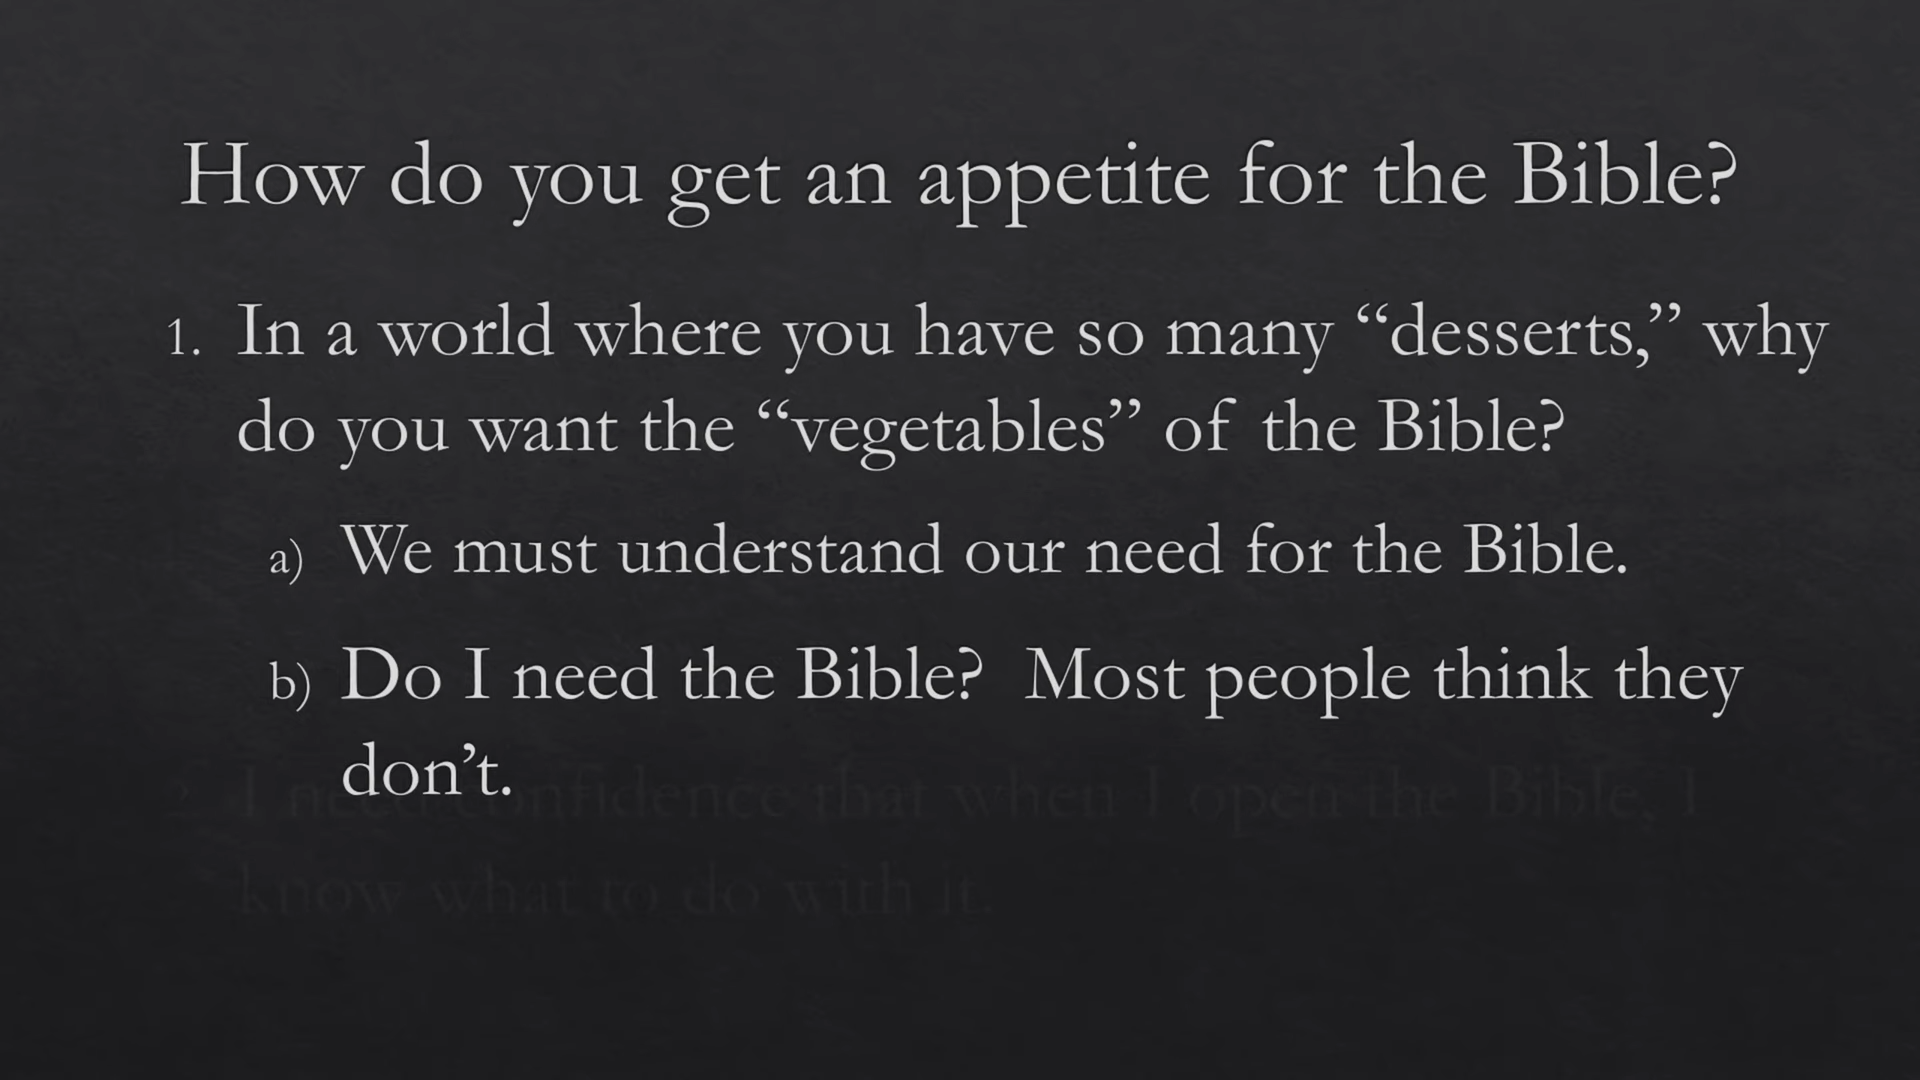 How do you get an appetite for the Bible?
1. In a world where you have so many “desserts,” why
do you want the “vegetables” of the Bible?
a) We must understand our need for the Bible.
b) Do I need the Bible?  Most people think they
don’t.
2. I need confidence that when I open the Bible, I
know what to do with it.